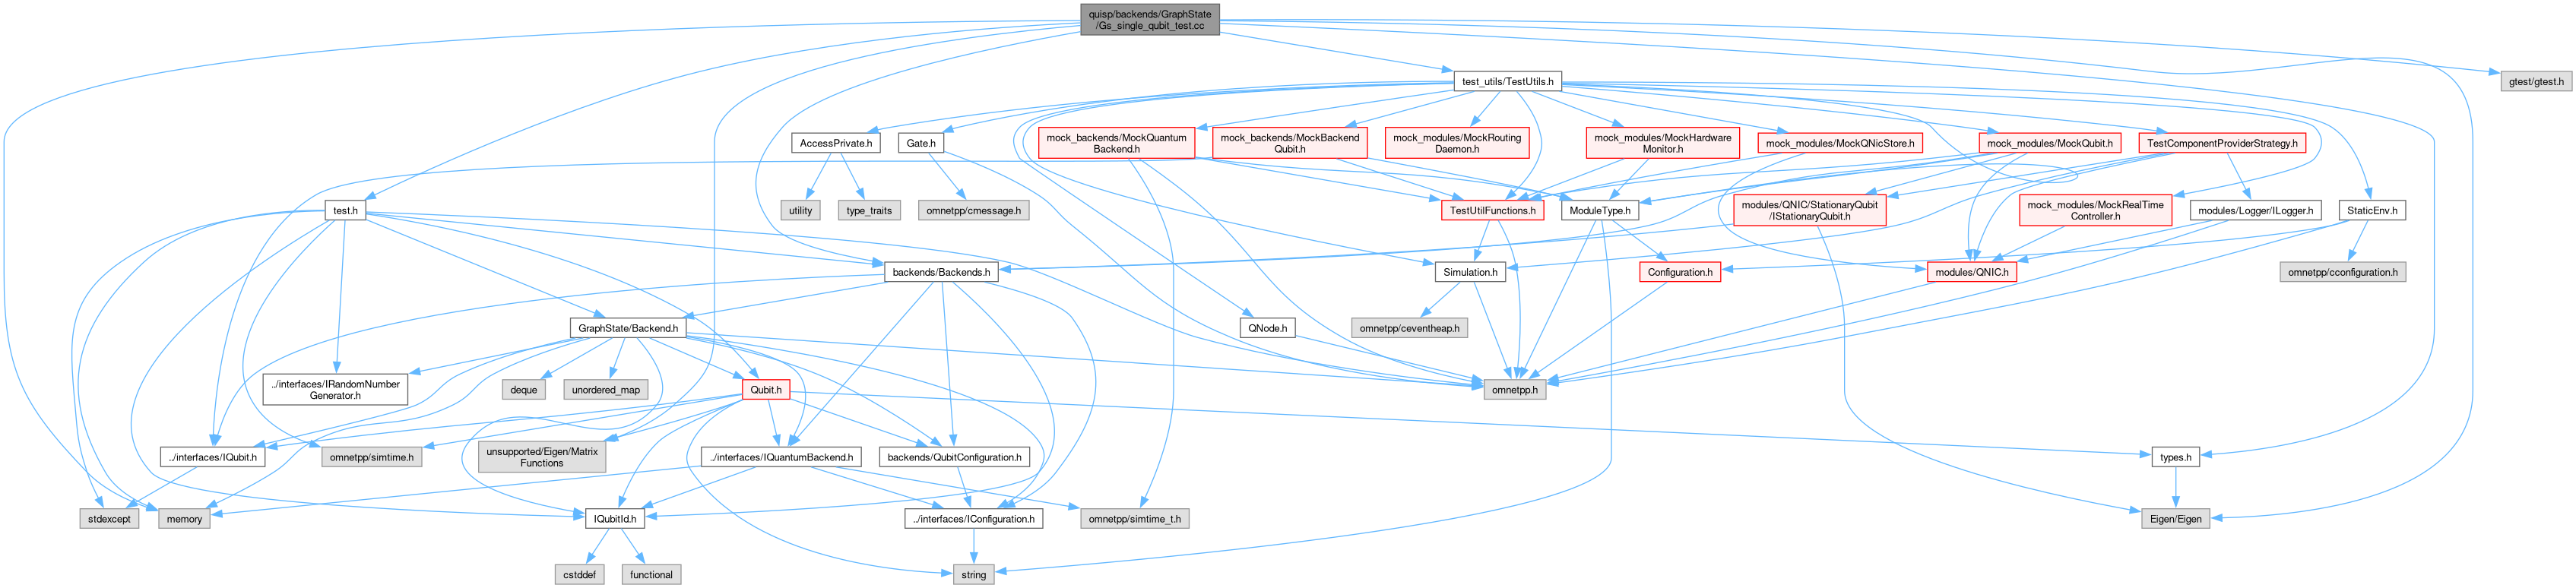 quisp/backends/GraphState
/Gs_single_qubit_test.cc
test_utils/TestUtils.h
gtest/gtest.h
AccessPrivate.h
Gate.h
mock_backends/MockQuantum
Backend.h
mock_backends/MockBackend
Qubit.h
mock_modules/MockRouting
Daemon.h
mock_modules/MockHardware
Monitor.h
mock_modules/MockQNicStore.h
mock_modules/MockQubit.h
TestComponentProviderStrategy.h
test.h
utility
type_traits
omnetpp/cmessage.h
TestUtilFunctions.h
ModuleType.h
modules/QNIC/StationaryQubit
/IStationaryQubit.h
mock_modules/MockRealTime
Controller.h
modules/Logger/ILogger.h
StaticEnv.h
backends/Backends.h
Simulation.h
Configuration.h
modules/QNIC.h
omnetpp/cconfiguration.h
GraphState/Backend.h
omnetpp/ceventheap.h
QNode.h
../interfaces/IRandomNumber
Generator.h
deque
unordered_map
Qubit.h
omnetpp.h
../interfaces/IQubit.h
omnetpp/simtime.h
unsupported/Eigen/Matrix
Functions
../interfaces/IQuantumBackend.h
backends/QubitConfiguration.h
types.h
stdexcept
memory
IQubitId.h
../interfaces/IConfiguration.h
omnetpp/simtime_t.h
Eigen/Eigen
cstddef
functional
string